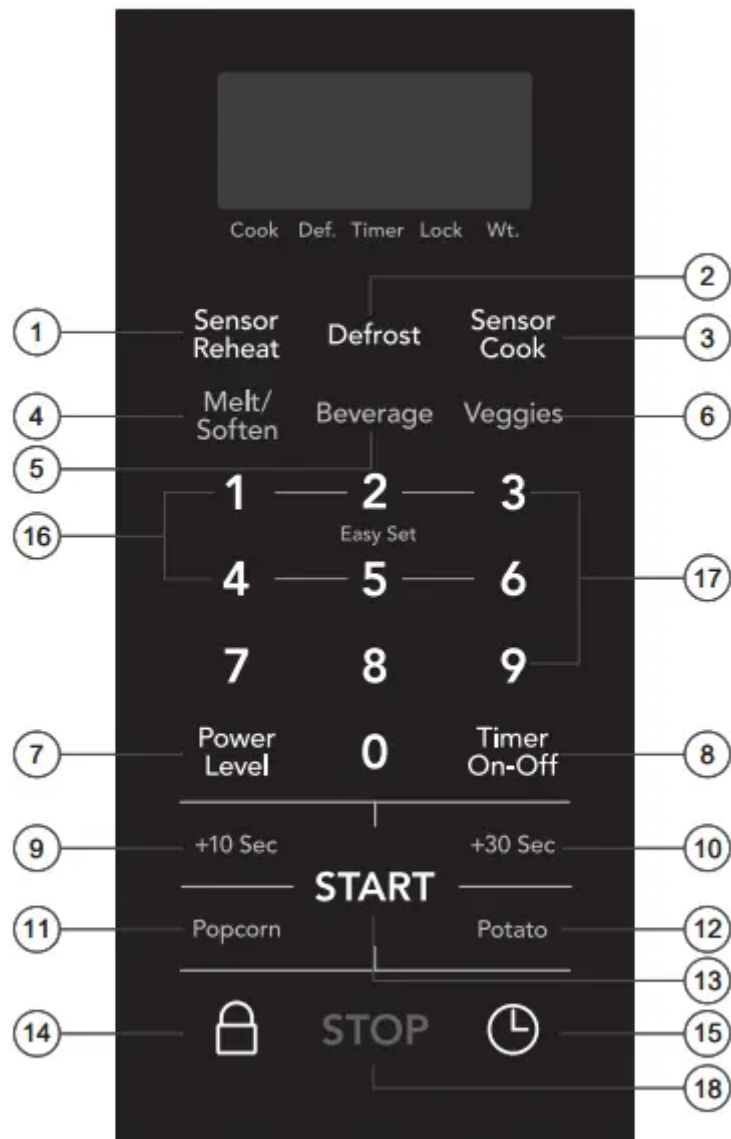 Cook Def. Timer Lock Wt.
2
1 Sensor Reheat Defrost Sensor Cook 3
4 Melt/ Soften Beverage Veggies 6
5
1 2 3
16 Easy Set 17
4 5 6
7 8 9
7 Power Level 0 Timer On-Off 8
9 +10 Sec +30 Sec 10
START
11 Popcorn Potato 12
13
14 STOP 15
18